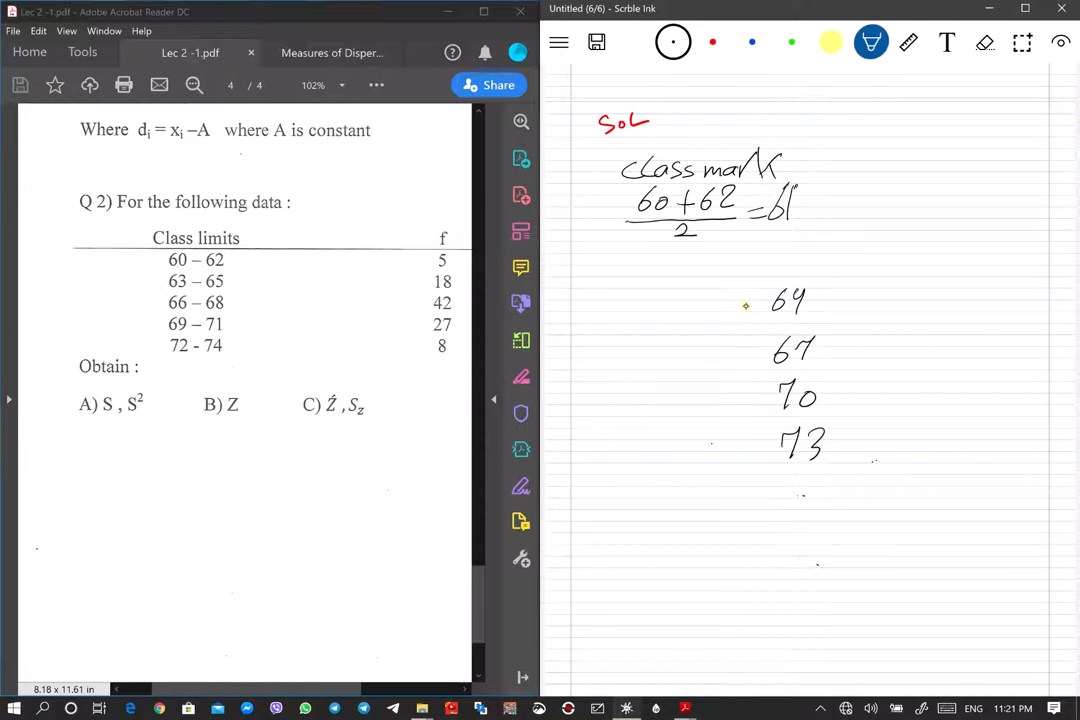 Lec 2 -1.pdf - Adobe Acrobat Reader DC
File Edit View Window Help
Home Tools Lec 2 -1.pdf × Measures of Disper...
4 / 4 102% Share
Where di = xi –A where A is constant
Q 2) For the following data :
Class limits f
60 – 62 5
63 – 65 18
66 – 68 42
69 – 71 27
72 - 74 8
Obtain :
A) S , S² B) Z C) Ź , Sz
8.18 x 11.61 in
Untitled (6/6) - Scrble Ink
SOL
class mark
60 + 62
2
= 61
64
67
70
73
ENG 11:21 PM